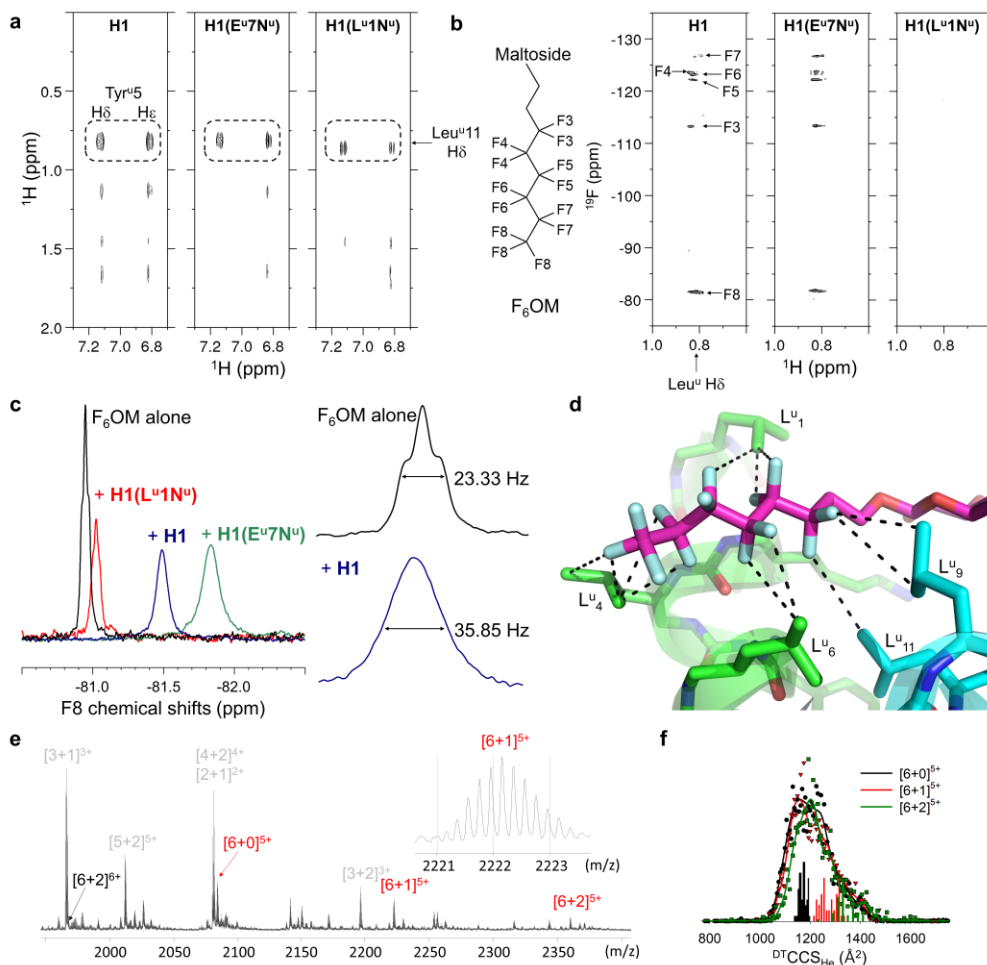 a
H1
H1(Eᵘ7Nᵘ)
H1(Lᵘ1Nᵘ)
Tyrᵘ5
Hδ
Hε
Leuᵘ11
Hδ
0.5
1.0
1.5
2.0
¹H (ppm)
7.2 7.0 6.8
7.2 7.0 6.8
7.2 7.0 6.8
¹H (ppm)
b
Maltoside
F3
F3
F4
F4
F5
F5
F6
F6
F7
F7
F8
F8
F8
F₆OM
H1
H1(Eᵘ7Nᵘ)
H1(Lᵘ1Nᵘ)
-130
-120
-110
-100
-90
-80
¹⁹F (ppm)
F7
F4
F6
F5
F3
F8
1.0 0.8
1.0 0.8
1.0 0.8
¹H (ppm)
Leuᵘ Hδ
c
F₆OM alone
+ H1(Lᵘ1Nᵘ)
+ H1
+ H1(Eᵘ7Nᵘ)
-81.0 -81.5 -82.0
F8 chemical shifts (ppm)
F₆OM alone
23.33 Hz
+ H1
35.85 Hz
d
Lᵘ₁
Lᵘ₄
Lᵘ₆
Lᵘ₉
Lᵘ₁₁
e
[3+1]³⁺
[6+2]⁶⁺
[5+2]⁵⁺
[4+2]⁴⁺
[2+1]²⁺
[6+0]⁵⁺
[3+2]³⁺
[6+1]⁵⁺
[6+2]⁵⁺
[6+1]⁵⁺
2221 2222 2223 (m/z)
2000 2050 2100 2150 2200 2250 2300 2350 (m/z)
f
[6+0]⁵⁺
[6+1]⁵⁺
[6+2]⁵⁺
800 1000 1200 1400 1600
ᴰᵀCCS_He (Å²)